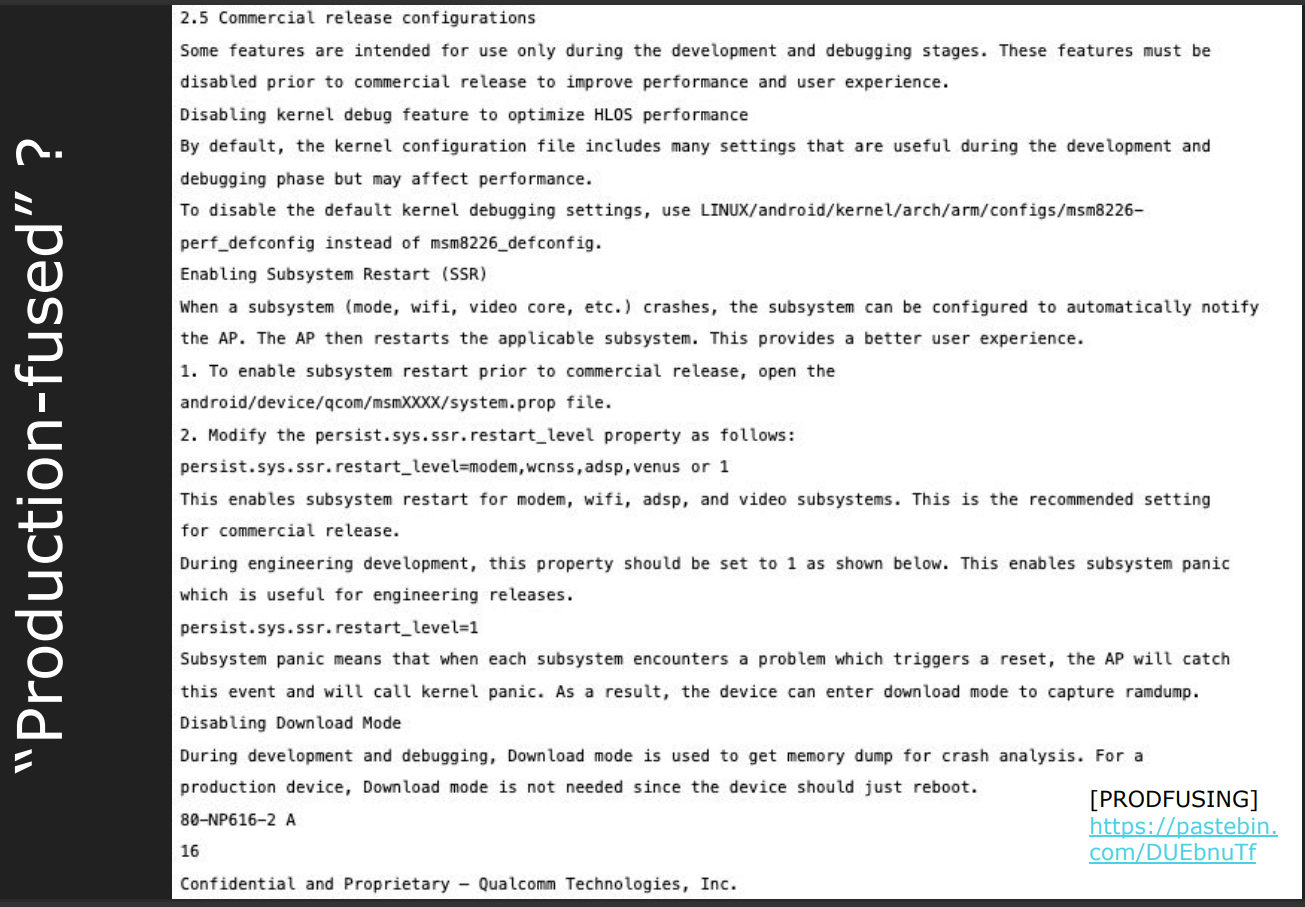 “Production-fused” ?
2.5 Commercial release configurations
Some features are intended for use only during the development and debugging stages. These features must be
disabled prior to commercial release to improve performance and user experience.
Disabling kernel debug feature to optimize HLOS performance
By default, the kernel configuration file includes many settings that are useful during the development and
debugging phase but may affect performance.
To disable the default kernel debugging settings, use LINUX/android/kernel/arch/arm/configs/msm8226-
perf_defconfig instead of msm8226_defconfig.
Enabling Subsystem Restart (SSR)
When a subsystem (mode, wifi, video core, etc.) crashes, the subsystem can be configured to automatically notify
the AP. The AP then restarts the applicable subsystem. This provides a better user experience.
1. To enable subsystem restart prior to commercial release, open the
android/device/qcom/msmXXXX/system.prop file.
2. Modify the persist.sys.ssr.restart_level property as follows:
persist.sys.ssr.restart_level=modem,wcnss,adsp,venus or 1
This enables subsystem restart for modem, wifi, adsp, and video subsystems. This is the recommended setting
for commercial release.
During engineering development, this property should be set to 1 as shown below. This enables subsystem panic
which is useful for engineering releases.
persist.sys.ssr.restart_level=1
Subsystem panic means that when each subsystem encounters a problem which triggers a reset, the AP will catch
this event and will call kernel panic. As a result, the device can enter download mode to capture ramdump.
Disabling Download Mode
During development and debugging, Download mode is used to get memory dump for crash analysis. For a
production device, Download mode is not needed since the device should just reboot.
80–NP616–2 A
16
Confidential and Proprietary – Qualcomm Technologies, Inc.
[PRODFUSING]
https://pastebin.
com/DUEbnuTf